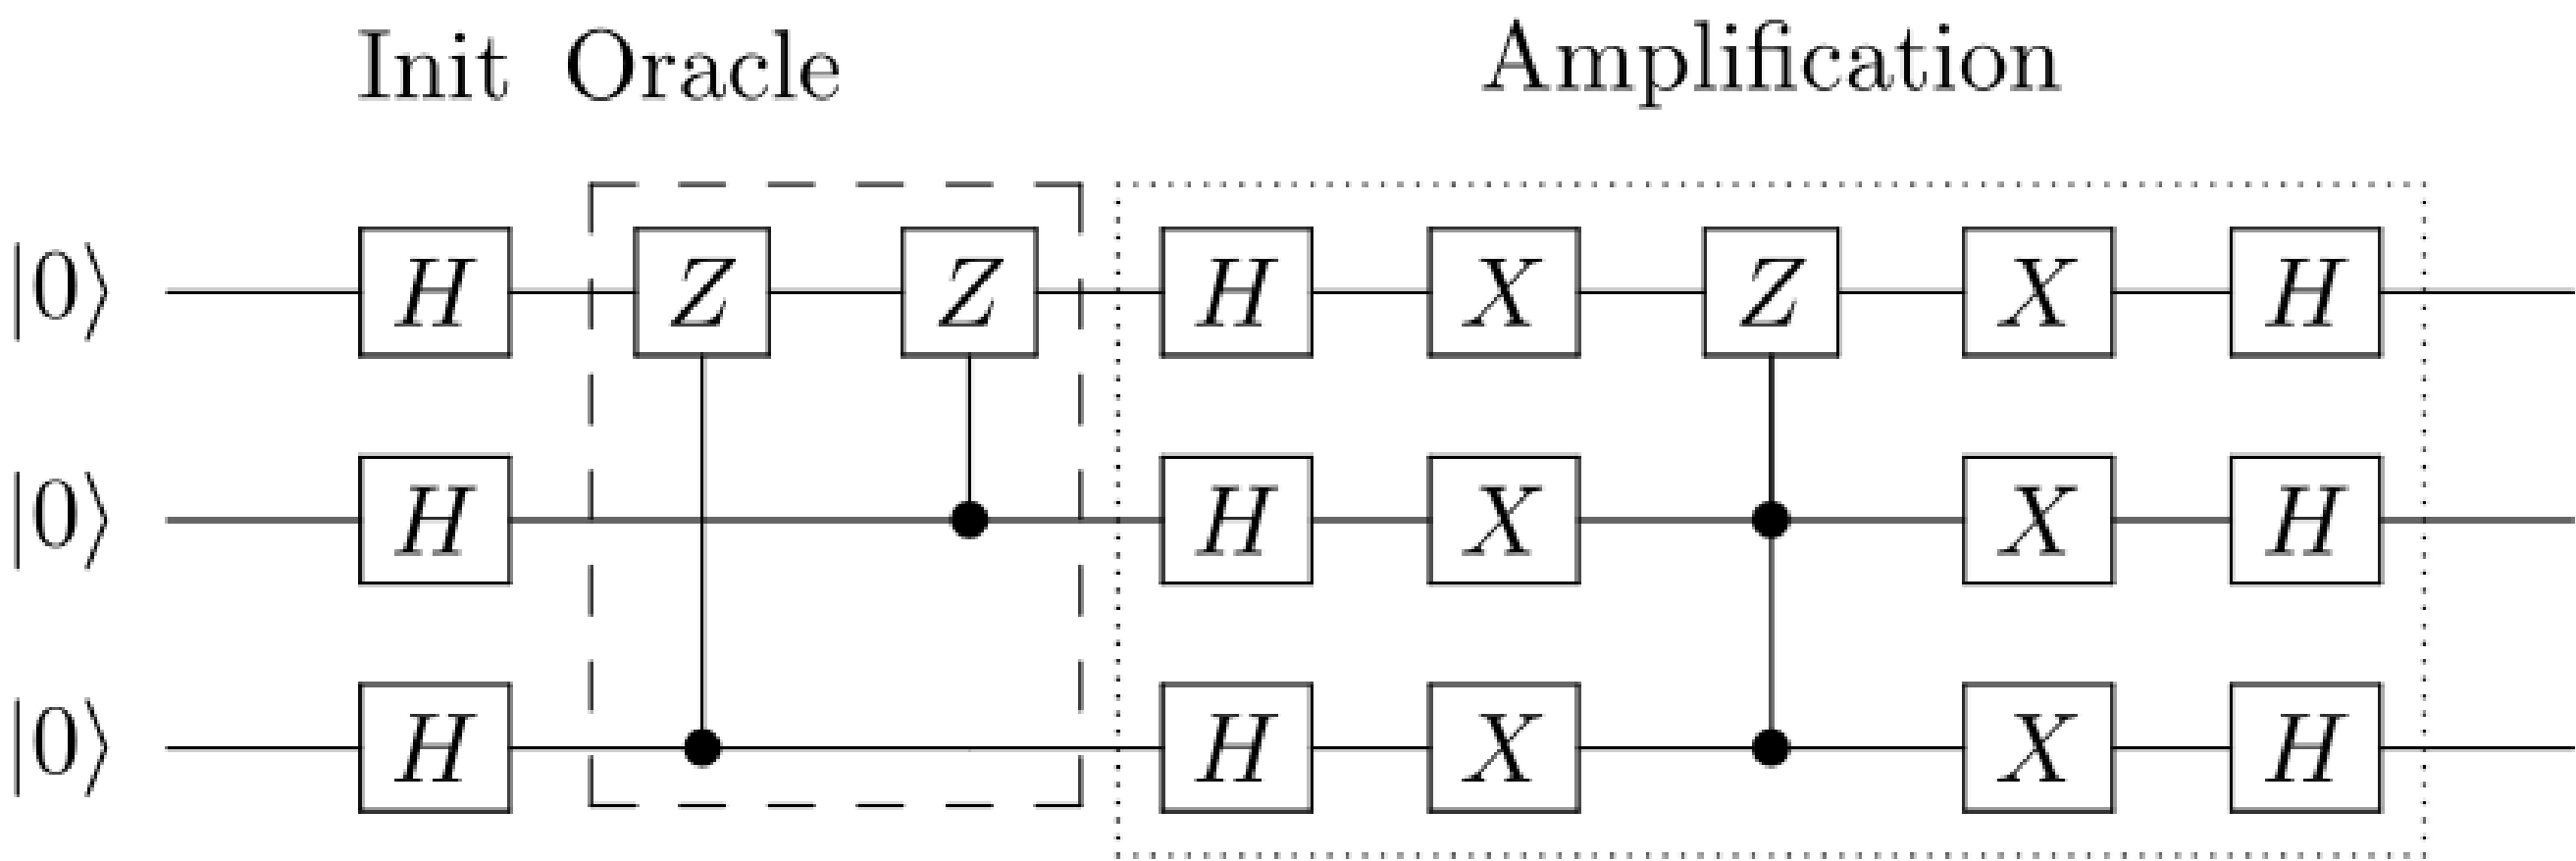 Init Oracle Amplification
|0⟩ H Z Z H X Z X H
|0⟩ H H X X H
|0⟩ H H X X H